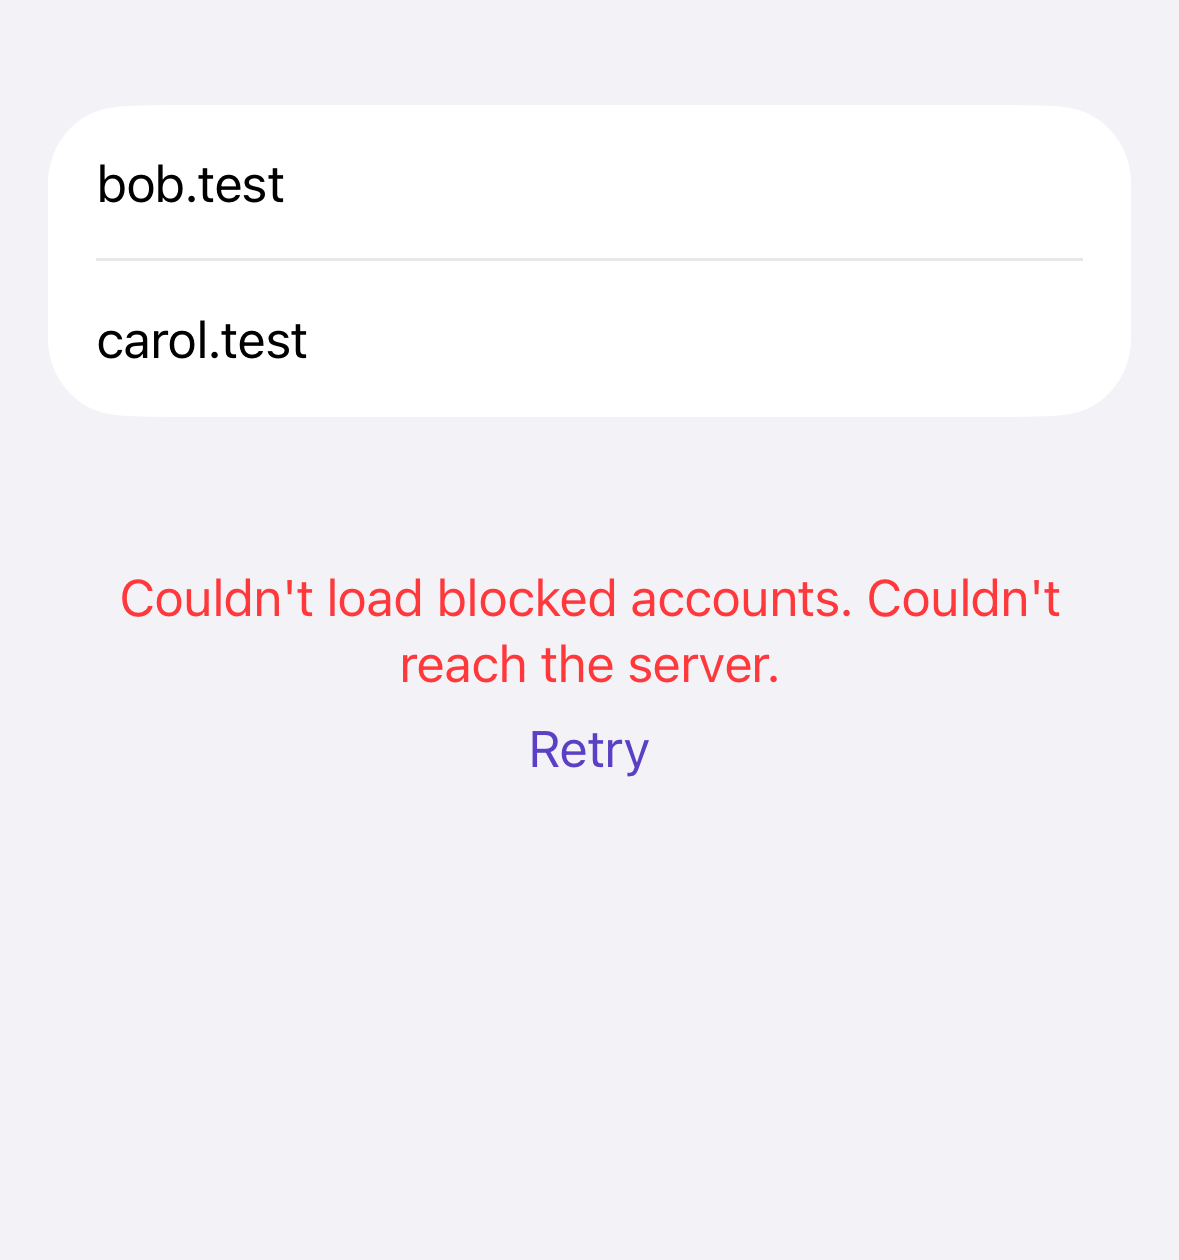 bob.test
carol.test
Couldn't load blocked accounts. Couldn't
reach the server.
Retry